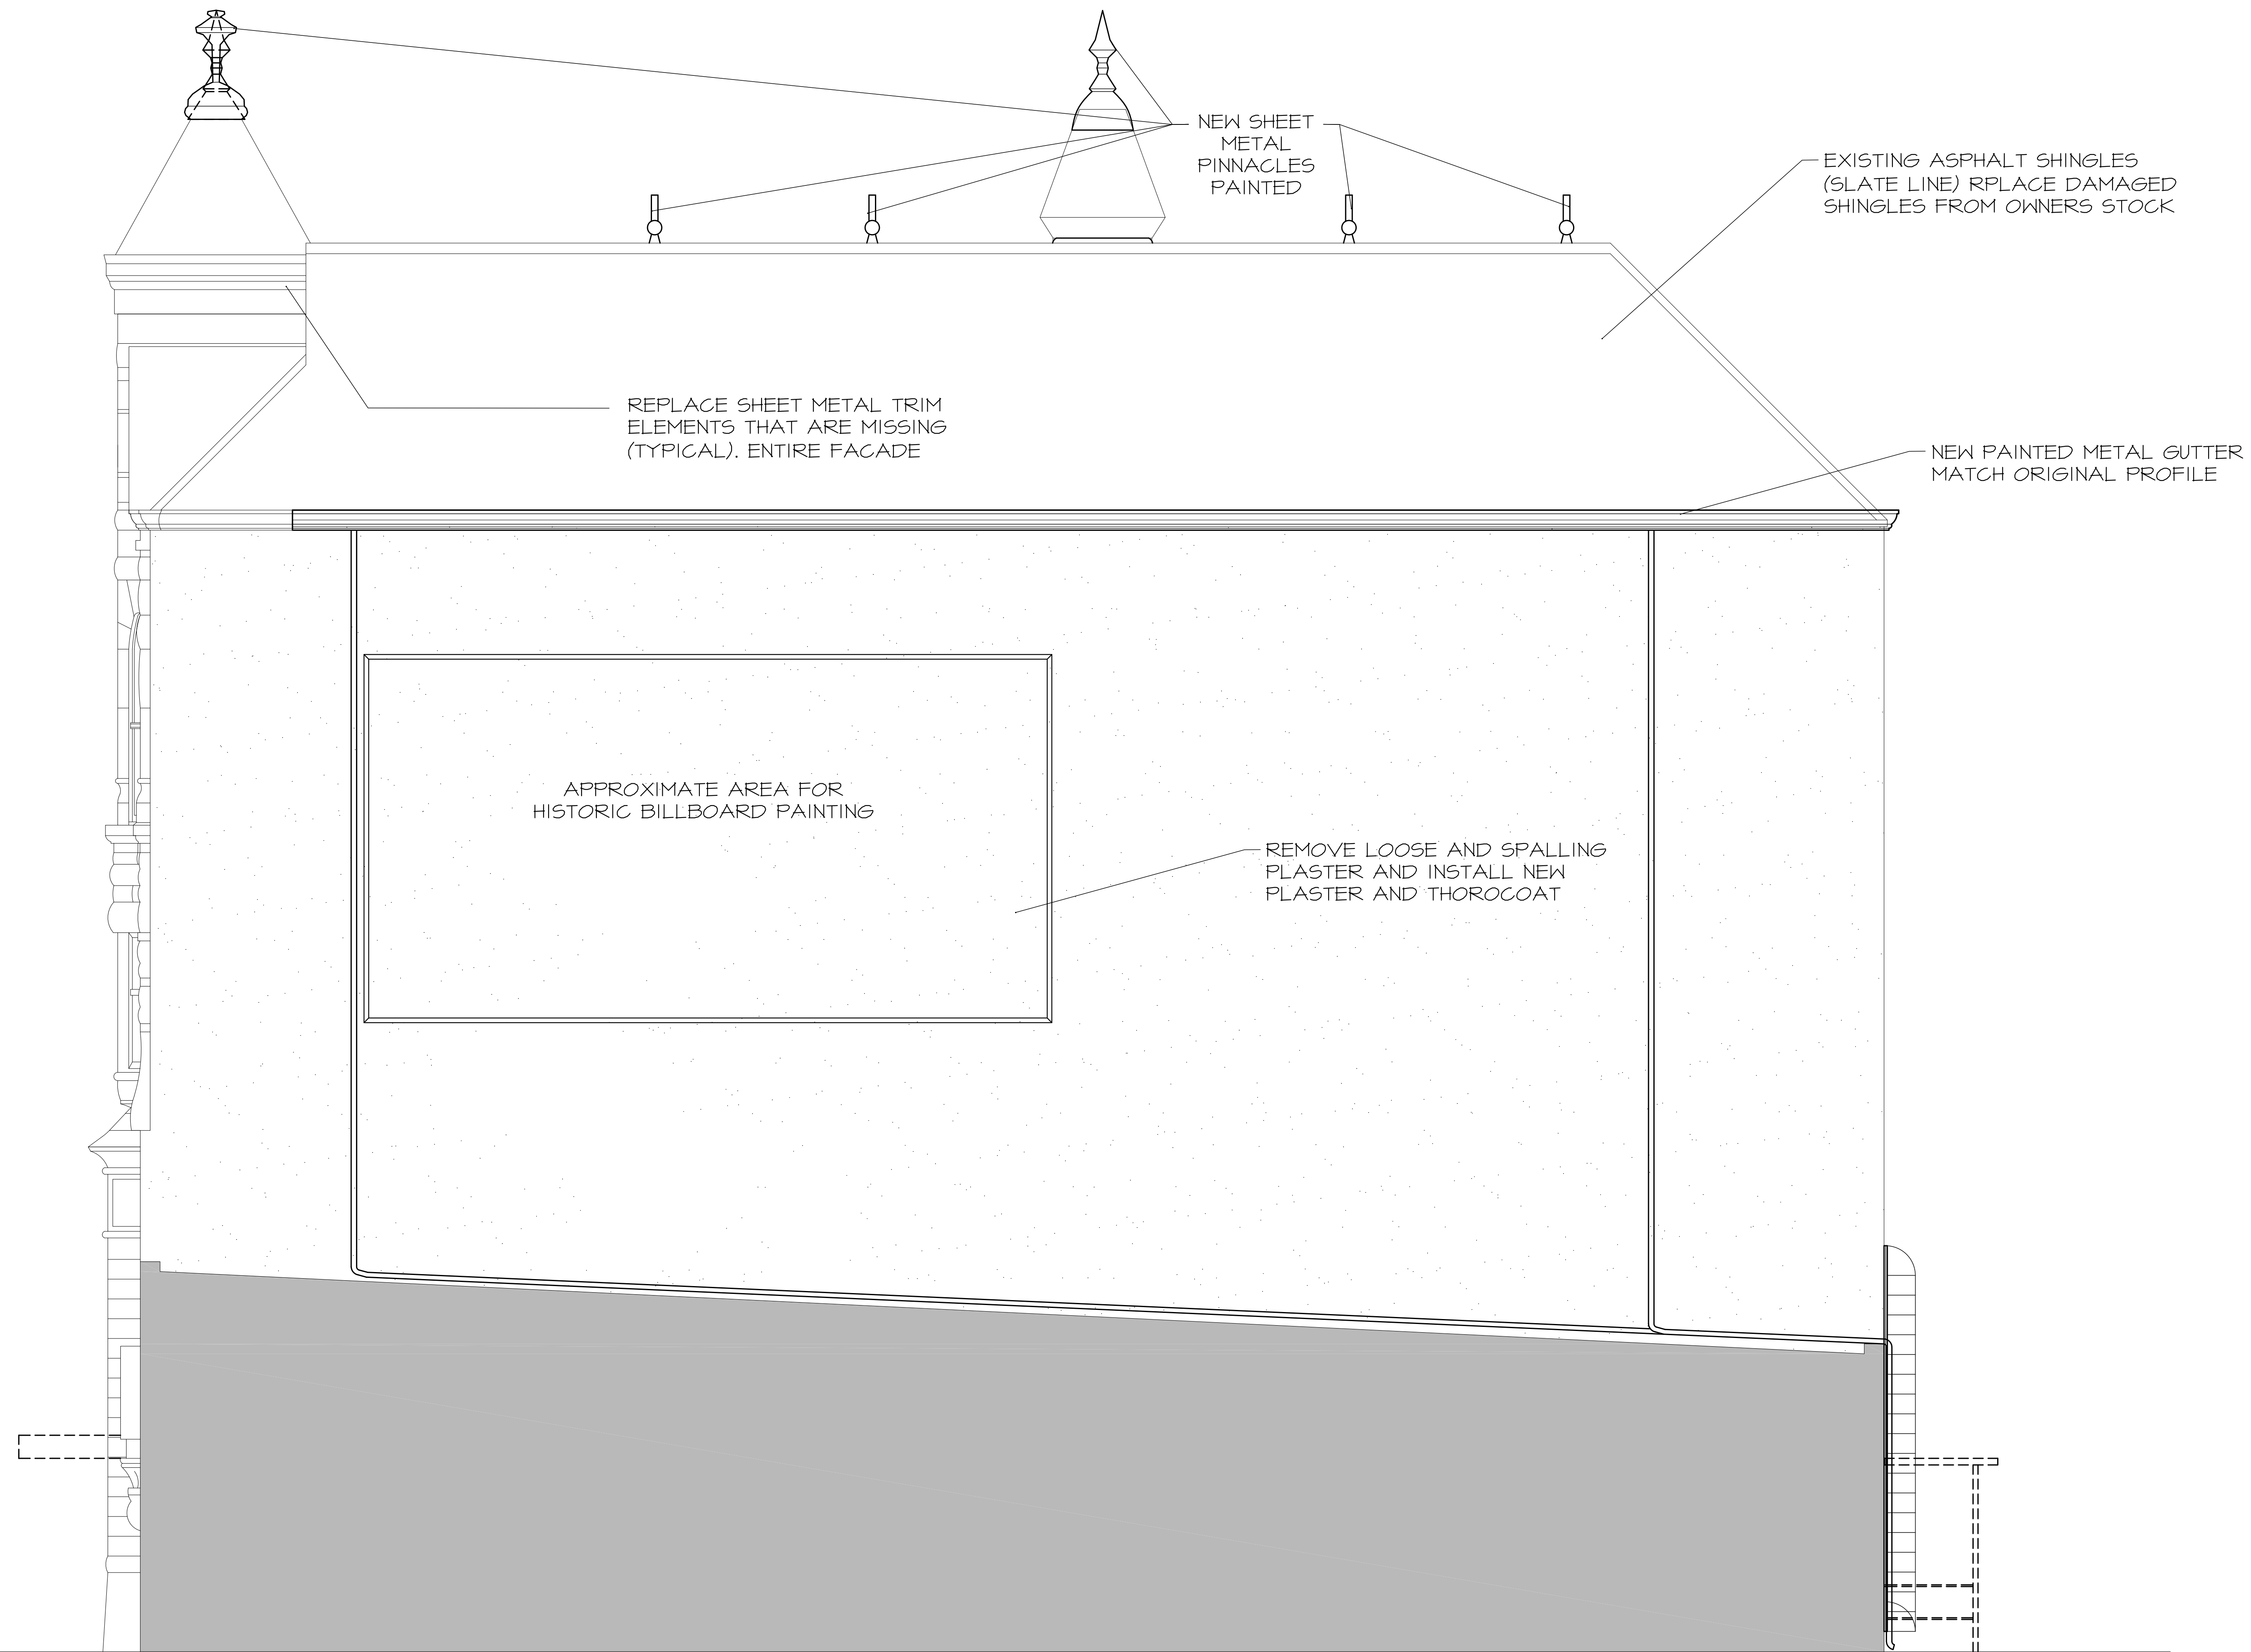 NEW SHEET
METAL
PINNACLES
PAINTED
EXISTING ASPHALT SHINGLES
(SLATE LINE) RPLACE DAMAGED
SHINGLES FROM OWNERS STOCK
REPLACE SHEET METAL TRIM
ELEMENTS THAT ARE MISSING
(TYPICAL). ENTIRE FACADE
NEW PAINTED METAL GUTTER
MATCH ORIGINAL PROFILE
APPROXIMATE AREA FOR
HISTORIC BILLBOARD PAINTING
REMOVE LOOSE AND SPALLING
PLASTER AND INSTALL NEW
PLASTER AND THOROCOAT